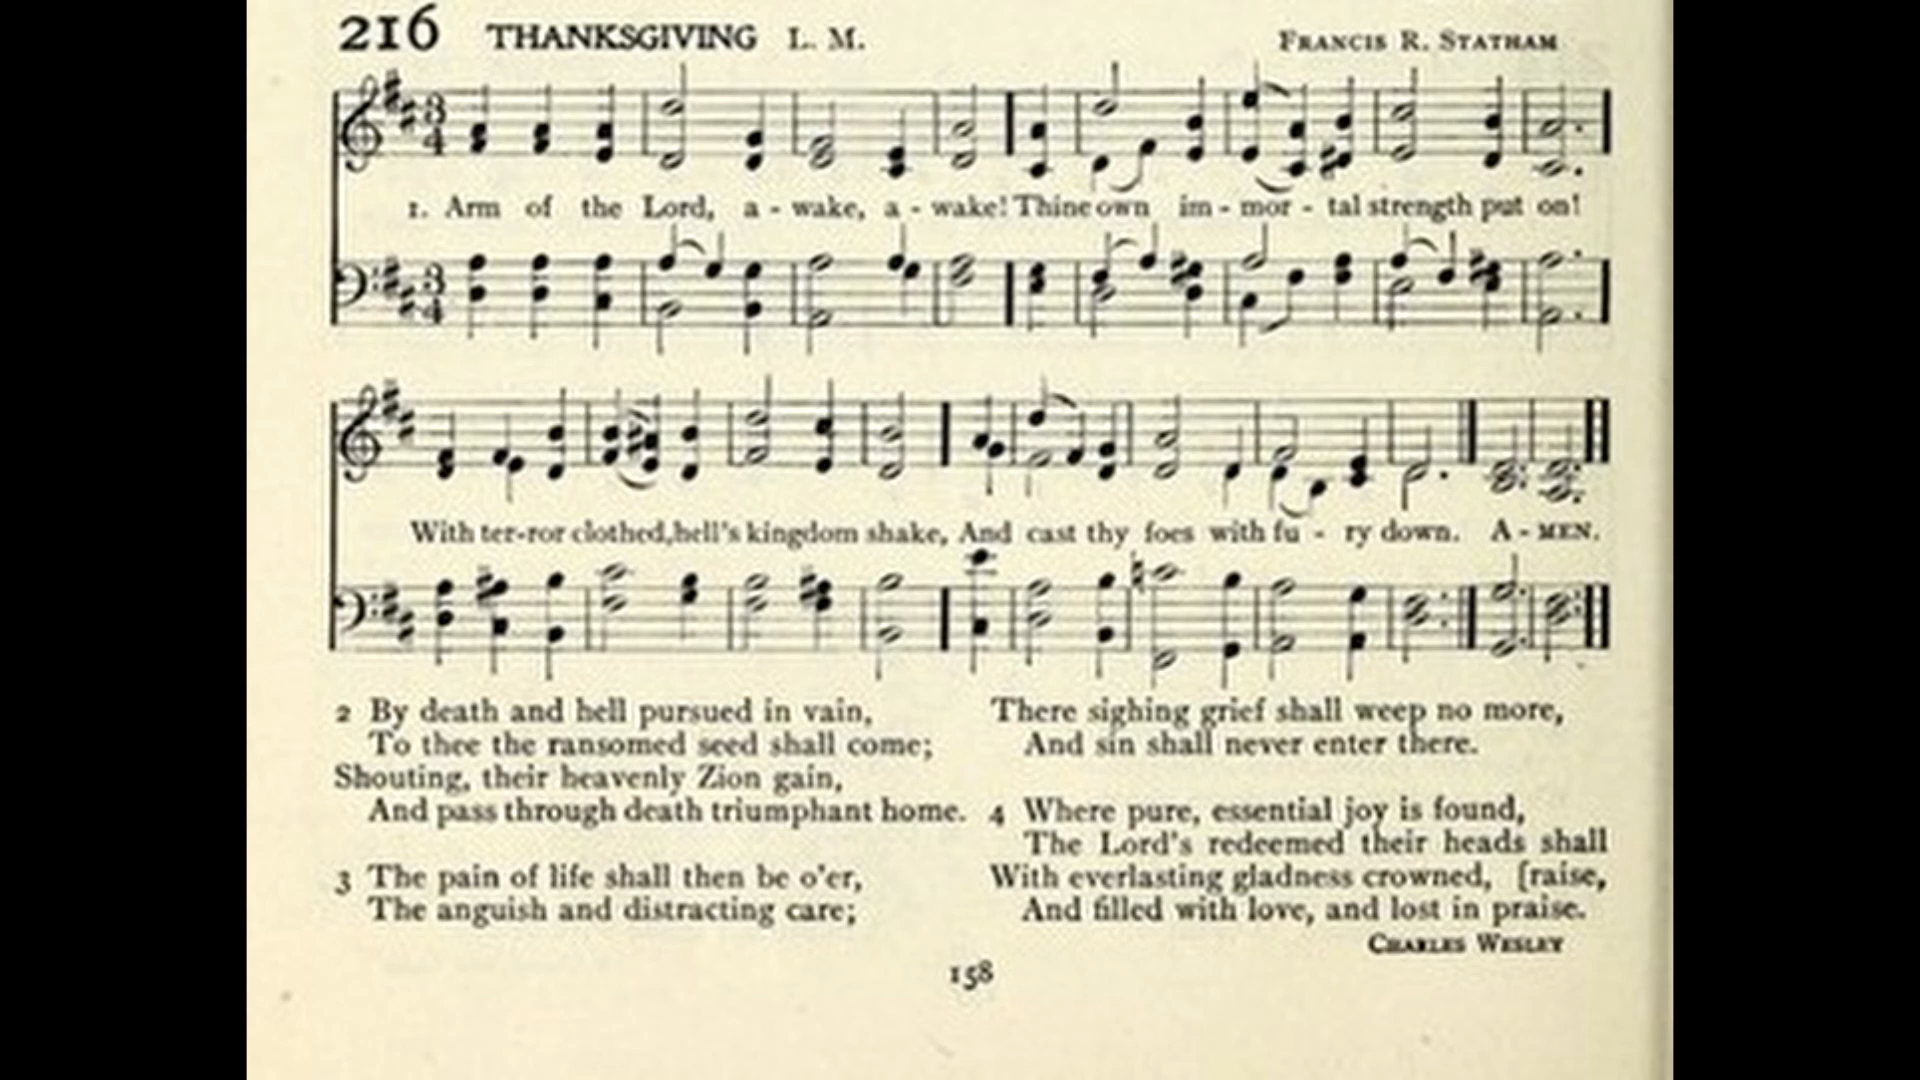 216 THANKSGIVING L. M. FRANCIS R. STATHAM
3
4
1. Arm of the Lord, a - wake, a - wake! Thine own im - mor - tal strength put on!
3
4
With ter-ror clothed, hell's kingdom shake, And cast thy foes with fu - ry down. A - MEN.
2 By death and hell pursued in vain,
To thee the ransomed seed shall come;
Shouting, their heavenly Zion gain,
And pass through death triumphant home.
3 The pain of life shall then be o'er,
The anguish and distracting care;
There sighing grief shall weep no more,
And sin shall never enter there.
4 Where pure, essential joy is found,
The Lord's redeemed their heads shall
With everlasting gladness crowned, [raise,
And filled with love, and lost in praise.
CHARLES WESLEY
158